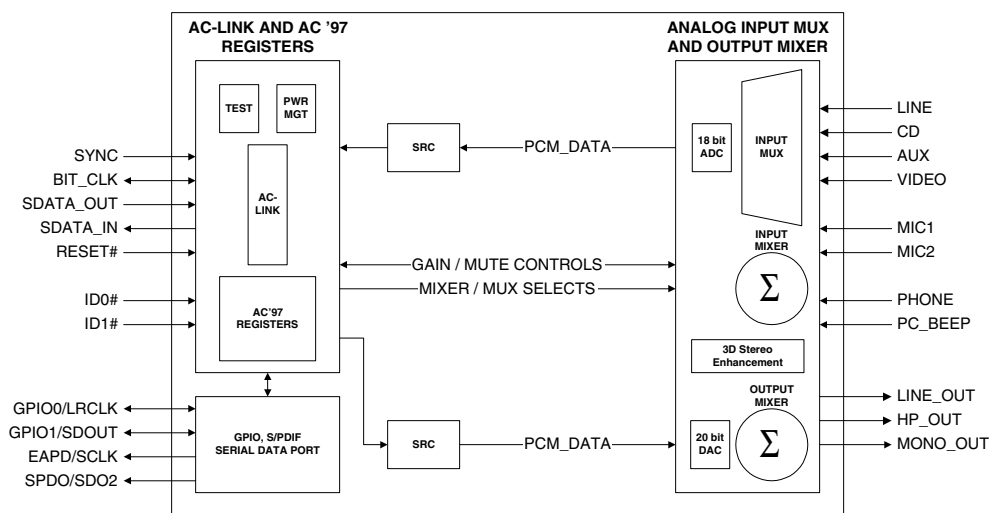 AC-LINK AND AC '97
REGISTERS
ANALOG INPUT MUX
AND OUTPUT MIXER
TEST
PWR
MGT
SYNC
BIT_CLK
SDATA_OUT
SDATA_IN
RESET#
ID0#
ID1#
AC-
LINK
AC'97
REGISTERS
SRC
PCM_DATA
18 bit
ADC
INPUT
MUX
LINE
CD
AUX
VIDEO
MIC1
MIC2
PHONE
PC_BEEP
GAIN / MUTE CONTROLS
MIXER / MUX SELECTS
INPUT
MIXER
Σ
3D Stereo
Enhancement
GPIO0/LRCLK
GPIO1/SDOUT
EAPD/SCLK
SPDO/SDO2
GPIO, S/PDIF
SERIAL DATA PORT
SRC
PCM_DATA
20 bit
DAC
OUTPUT
MIXER
Σ
LINE_OUT
HP_OUT
MONO_OUT